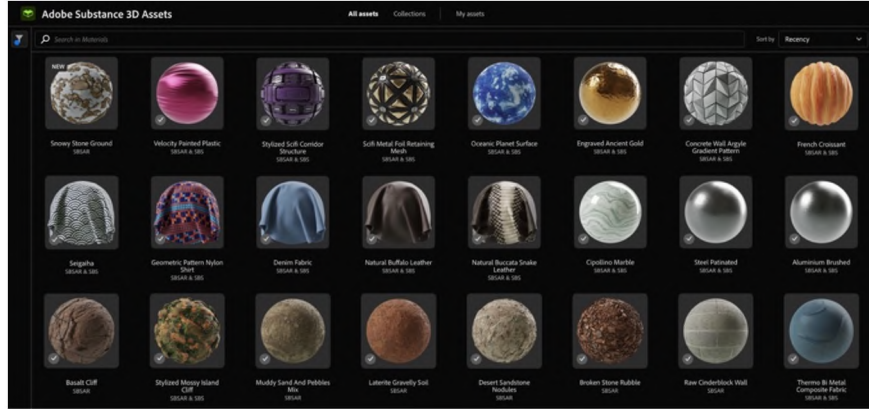 Adobe Substance 3D Assets
All assets Collections My assets
Search in Materials Sort by Recency
NEW
Snowy Stone Ground
SBSAR
Velocity Painted Plastic
SBSAR & SBS
Stylized Scifi Corridor
Structure
SBSAR & SBS
Scifi Metal Foil Retaining
Mesh
SBSAR & SBS
Oceanic Planet Surface
SBSAR & SBS
Engraved Ancient Gold
SBSAR & SBS
Concrete Wall Argyle
Gradient Pattern
SBSAR & SBS
French Croissant
SBSAR & SBS
Seigaiha
SBSAR & SBS
Geometric Pattern Nylon
Shirt
SBSAR & SBS
Denim Fabric
SBSAR & SBS
Natural Buffalo Leather
SBSAR & SBS
Natural Buccata Snake
Leather
SBSAR & SBS
Cipollino Marble
SBSAR & SBS
Steel Patinated
SBSAR & SBS
Aluminium Brushed
SBSAR & SBS
Basalt Cliff
SBSAR
Stylized Mossy Island
Cliff
SBSAR & SBS
Muddy Sand And Pebbles
Mix
SBSAR
Laterite Gravelly Soil
SBSAR
Desert Sandstone
Nodules
SBSAR
Broken Stone Rubble
SBSAR
Raw Cinderblock Wall
SBSAR
Thermo Bi Metal
Composite Fabric
SBSAR & SBS